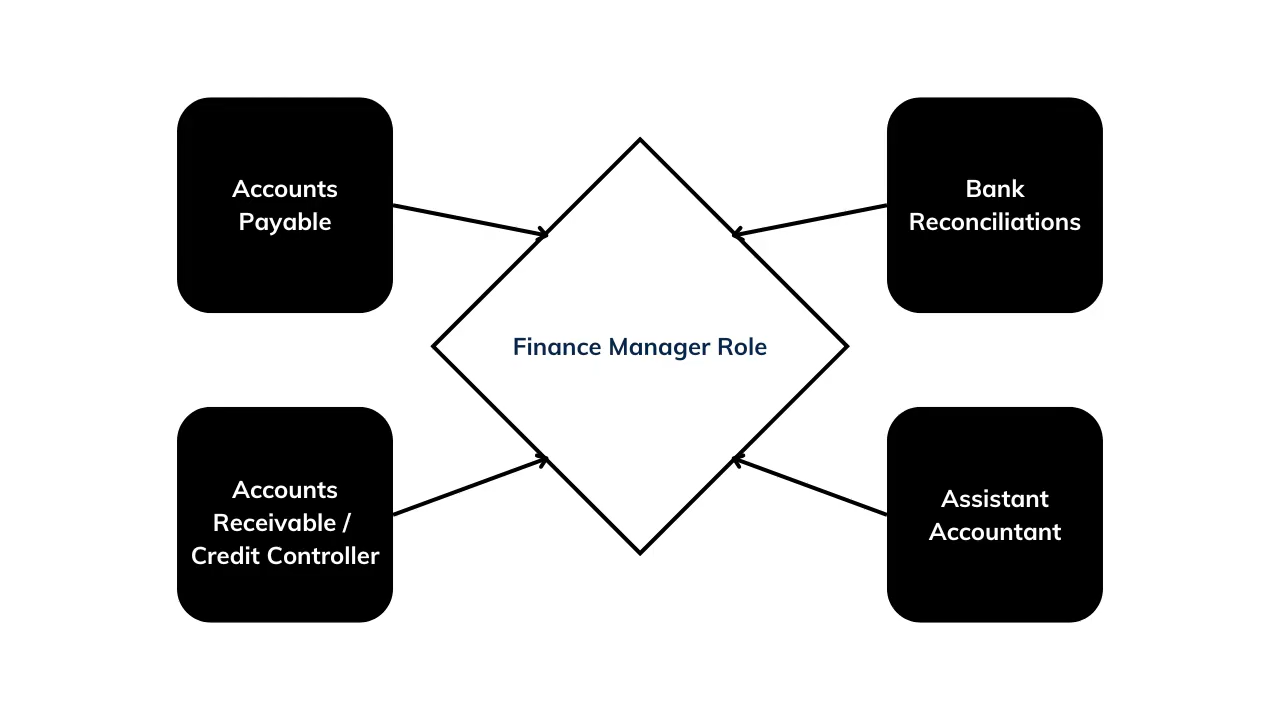 Accounts
Payable
Bank
Reconciliations
Finance Manager Role
Accounts
Receivable /
Credit Controller
Assistant
Accountant